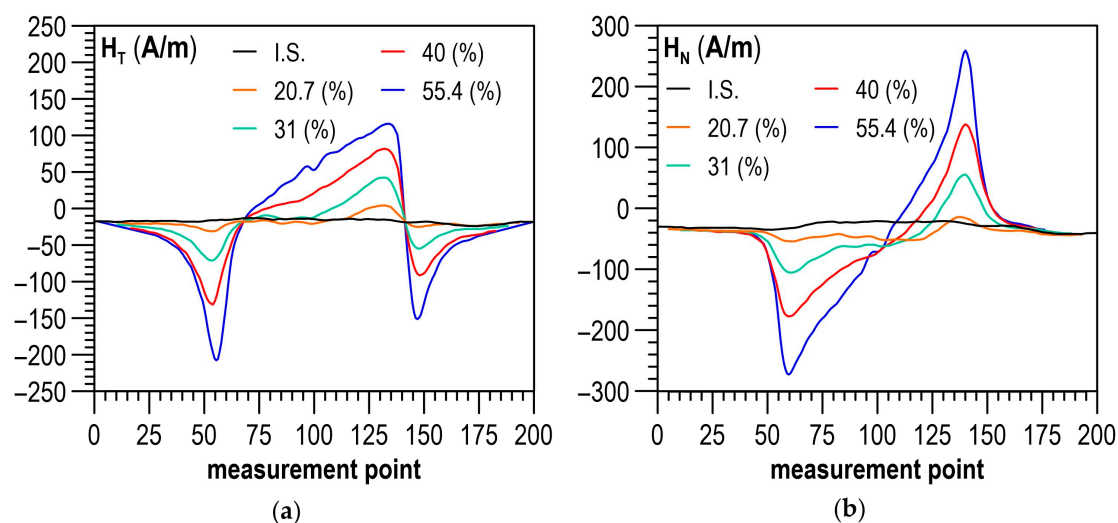 H_T (A/m)
I.S.
20.7 (%)
31 (%)
40 (%)
55.4 (%)
250
200
150
100
50
0
−50
−100
−150
−200
−250
0 25 50 75 100 125 150 175 200
measurement point
(a)
H_N (A/m)
I.S.
20.7 (%)
31 (%)
40 (%)
55.4 (%)
300
200
100
0
−100
−200
−300
0 25 50 75 100 125 150 175 200
measurement point
(b)